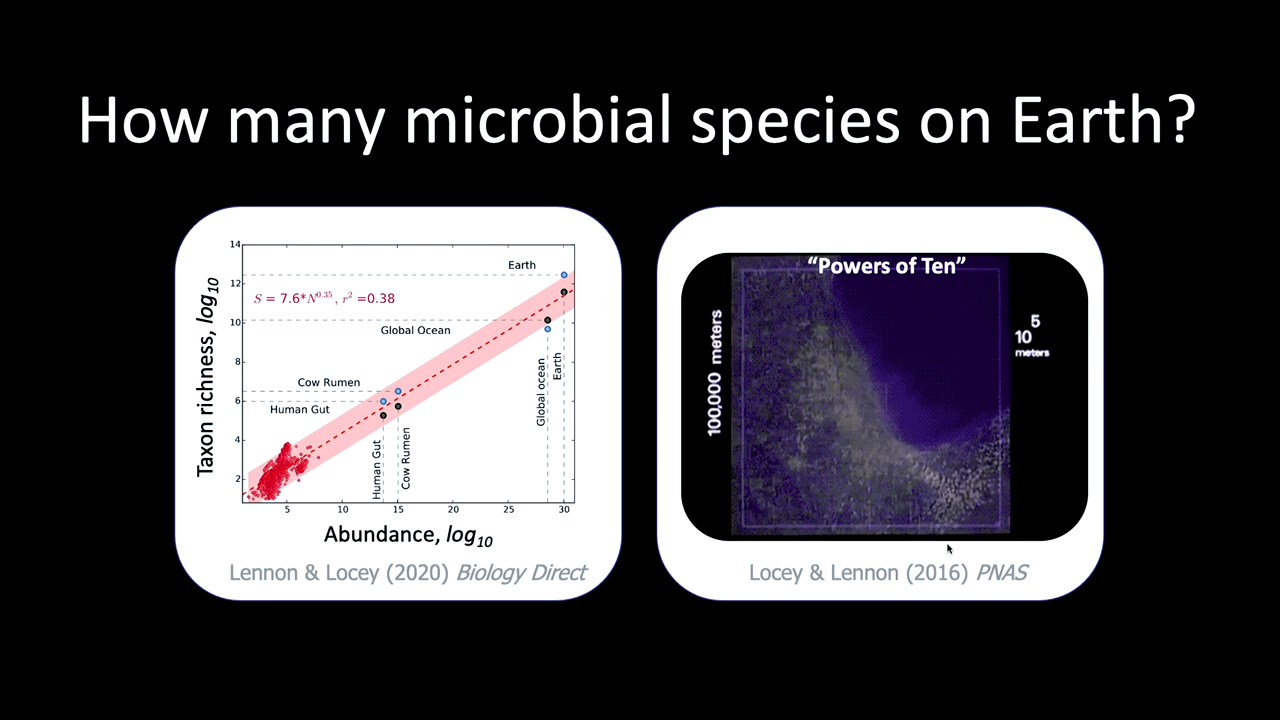 How many microbial species on Earth?
14
12
10
8
6
4
2
Taxon richness, log10
Earth
S = 7.6*N^0.35, r^2 =0.38
Global Ocean
Cow Rumen
Human Gut
Human Gut
Cow Rumen
Global ocean
Earth
5
10
15
20
25
30
Abundance, log10
Lennon & Locey (2020) Biology Direct
"Powers of Ten"
100,000 meters
10^5
meters
Locey & Lennon (2016) PNAS